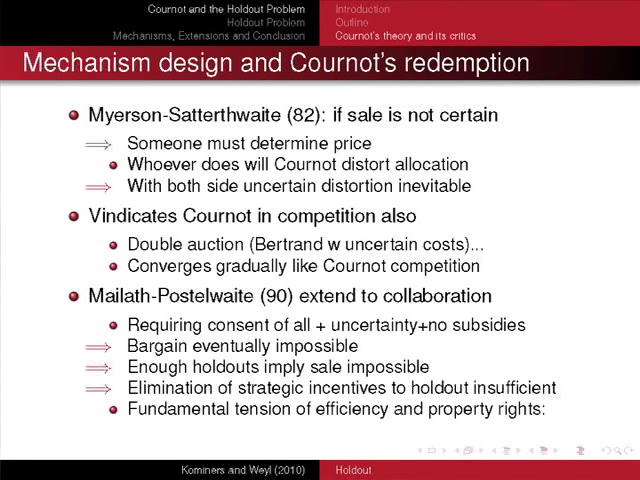 Cournot and the Holdout Problem Introduction
Holdout Problem Outline
Mechanisms, Extensions and Conclusion Cournot's theory and its critics
Mechanism design and Cournot's redemption
Myerson-Satterthwaite (82): if sale is not certain
⟹ Someone must determine price
Whoever does will Cournot distort allocation
⟹ With both side uncertain distortion inevitable
Vindicates Cournot in competition also
Double auction (Bertrand w uncertain costs)...
Converges gradually like Cournot competition
Mailath-Postelwaite (90) extend to collaboration
Requiring consent of all + uncertainty+no subsidies
⟹ Bargain eventually impossible
⟹ Enough holdouts imply sale impossible
⟹ Elimination of strategic incentives to holdout insufficient
Fundamental tension of efficiency and property rights:
Kominers and Weyl (2010) Holdout